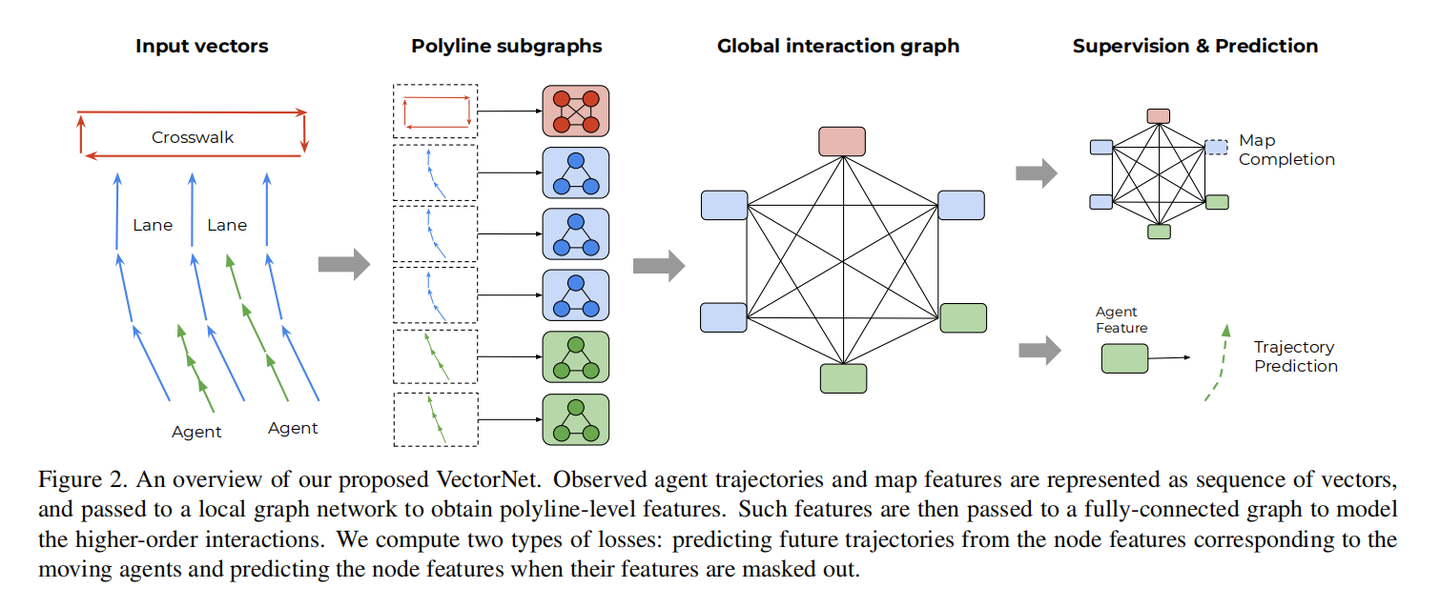 Input vectors
Polyline subgraphs
Global interaction graph
Supervision & Prediction
Crosswalk
Lane
Lane
Agent
Agent
Map
Completion
Agent
Feature
Trajectory
Prediction
Figure 2. An overview of our proposed VectorNet. Observed agent trajectories and map features are represented as sequence of vectors,
and passed to a local graph network to obtain polyline-level features. Such features are then passed to a fully-connected graph to model
the higher-order interactions. We compute two types of losses: predicting future trajectories from the node features corresponding to the
moving agents and predicting the node features when their features are masked out.